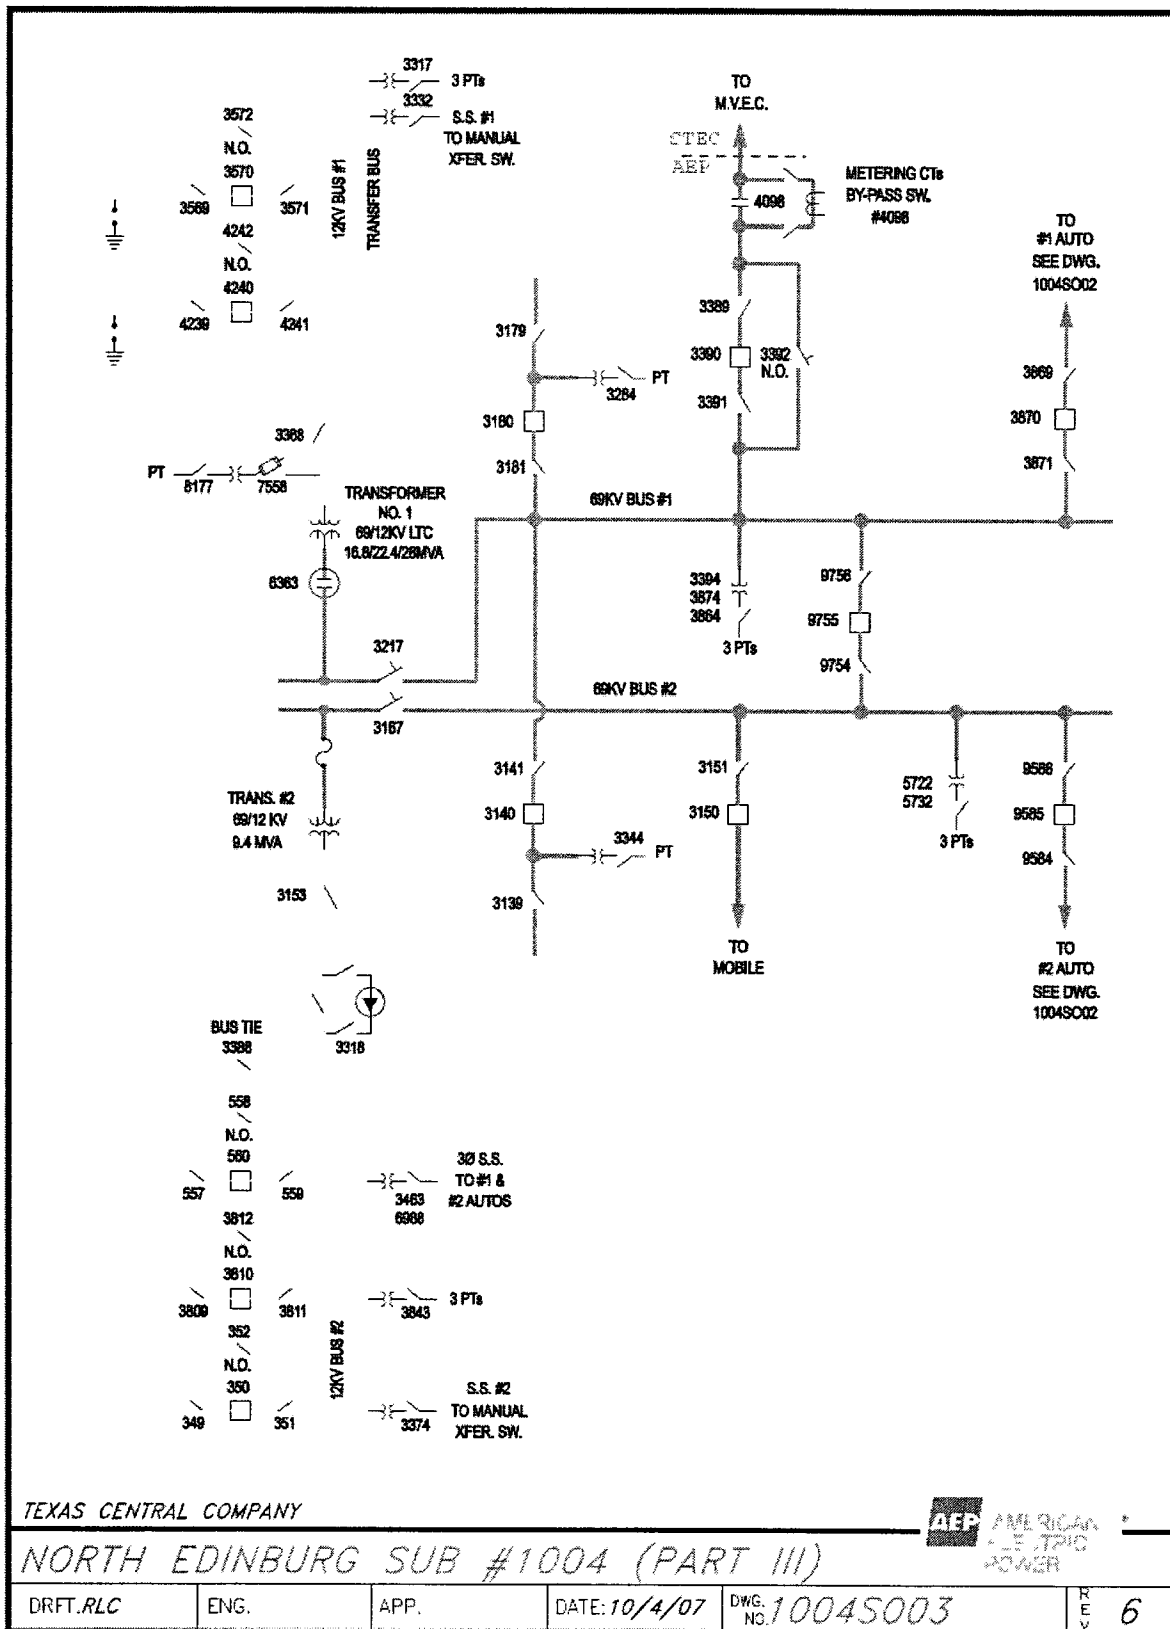 3317
3 PTs
3332
S.S. #1
TO MANUAL
XFER. SW.
3572
N.O.
3570
3569
3571
4242
N.O.
4240
4239
4241
12KV BUS #1
TRANSFER BUS
TO
M.V.E.C.
CTEC
AEP
4098
METERING CTs
BY-PASS SW.
#4098
TO
#1 AUTO
SEE DWG.
1004SO02
3179
3284
PT
3180
3181
3389
3390
3392
N.O.
3391
3869
3870
3871
3368
PT
8177
7558
TRANSFORMER
NO. 1
69/12KV LTC
16.8/22.4/28MVA
6363
69KV BUS #1
3394
3874
3864
3 PTs
9756
9755
9754
3217
3167
69KV BUS #2
TRANS. #2
69/12 KV
9.4 MVA
3153
3141
3140
3344
PT
3139
3151
3150
TO
MOBILE
5722
5732
3 PTs
9586
9585
9584
TO
#2 AUTO
SEE DWG.
1004SO02
3318
BUS TIE
3388
558
N.O.
560
557
559
3812
N.O.
3810
3809
3811
352
N.O.
350
349
351
12KV BUS #2
3463
6988
3Ø S.S.
TO #1 &
#2 AUTOS
3843
3 PTs
3374
S.S. #2
TO MANUAL
XFER. SW.
TEXAS CENTRAL COMPANY
AEP AMERICAN
ELECTRIC
POWER
NORTH EDINBURG SUB #1004 (PART III)
DRFT. RLC
ENG.
APP.
DATE: 10/4/07
DWG. NO. 1004SO03
REV 6